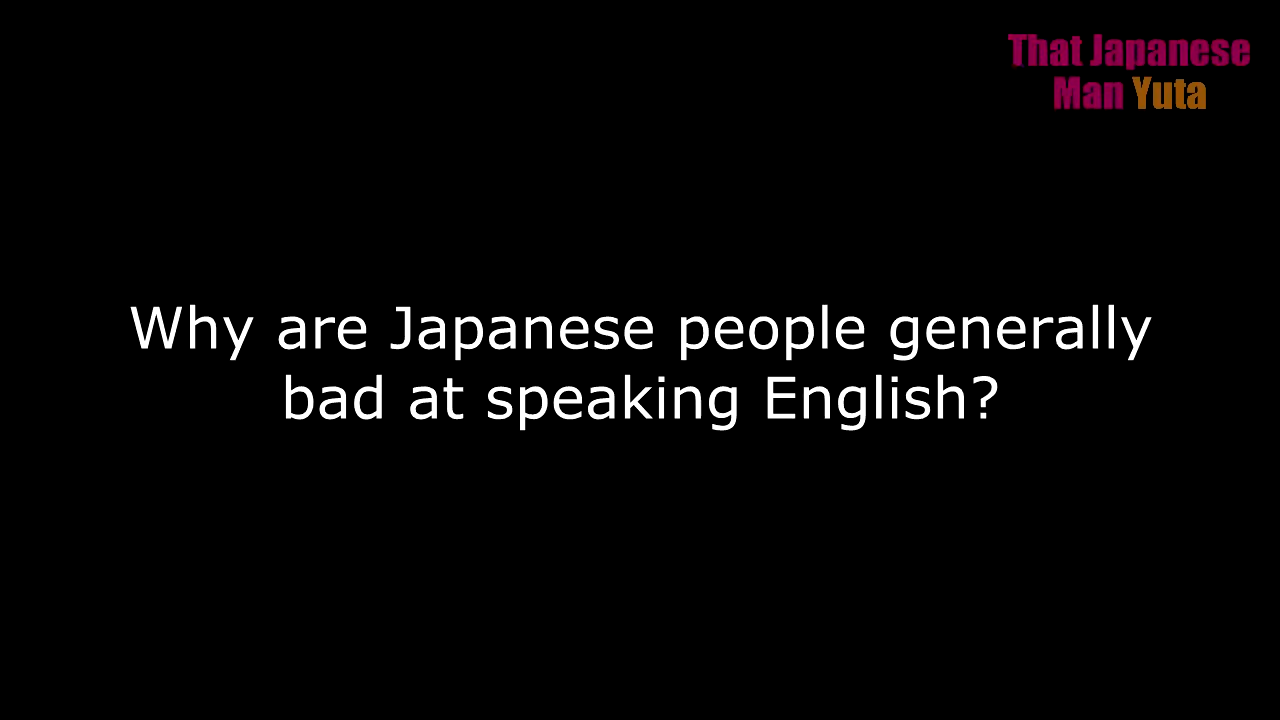 That Japanese
Man Yuta
Why are Japanese people generally
bad at speaking English?